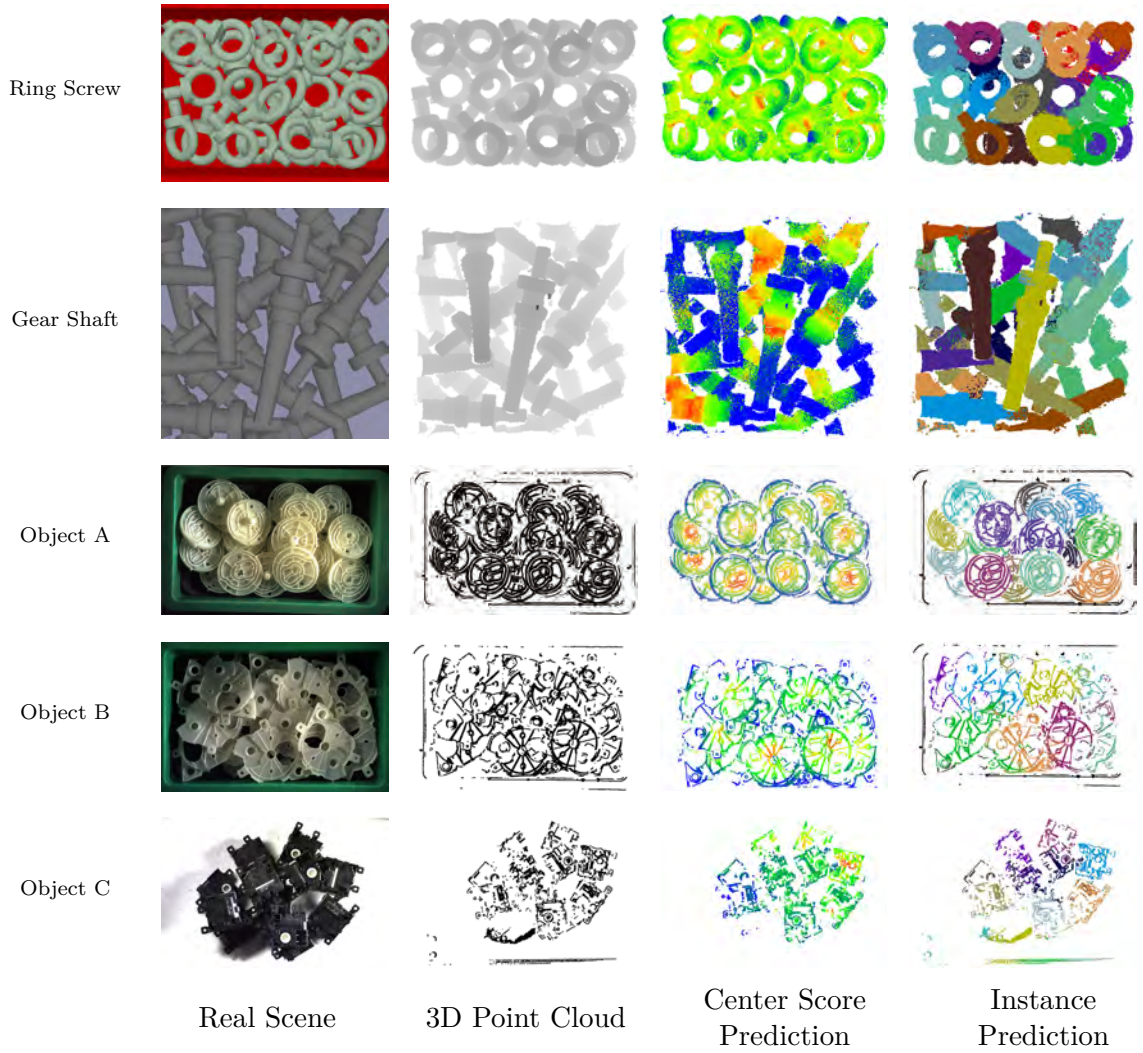 Ring Screw
Gear Shaft
Object A
Object B
Object C
Real Scene
3D Point Cloud
Center Score
Prediction
Instance
Prediction